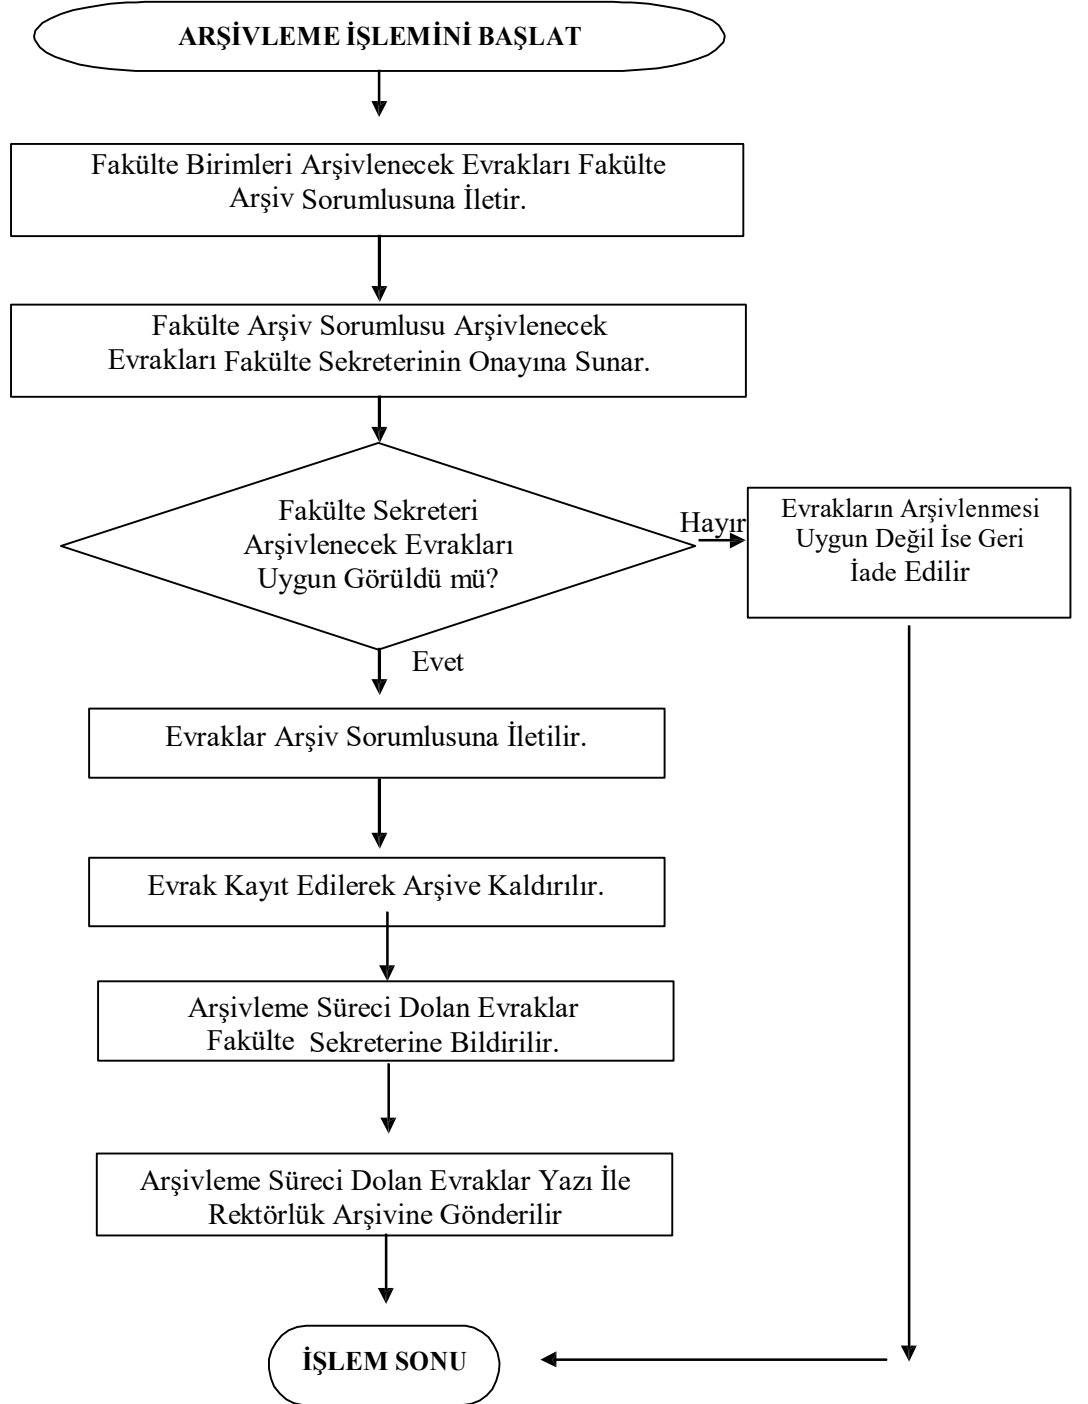 ARŞİVLEME İŞLEMİNİ BAŞLAT
Fakülte Birimleri Arşivlenecek Evrakları Fakülte
Arşiv Sorumlusuna İletir.
Fakülte Arşiv Sorumlusu Arşivlenecek
Evrakları Fakülte Sekreterinin Onayına Sunar.
Fakülte Sekreteri
Arşivlenecek Evrakları
Uygun Görüldü mü?
Hayır
Evrakların Arşivlenmesi
Uygun Değil İse Geri
İade Edilir
Evet
Evraklar Arşiv Sorumlusuna İletilir.
Evrak Kayıt Edilerek Arşive Kaldırılır.
Arşivleme Süreci Dolan Evraklar
Fakülte Sekreterine Bildirilir.
Arşivleme Süreci Dolan Evraklar Yazı İle
Rektörlük Arşivine Gönderilir
İŞLEM SONU